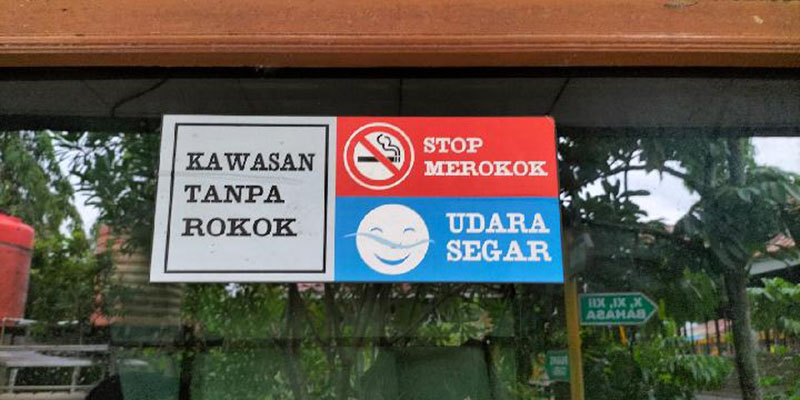 KAWASAN
TANPA
ROKOK
STOP
MEROKOK
UDARA
SEGAR
X, XI, XII
BAHASA